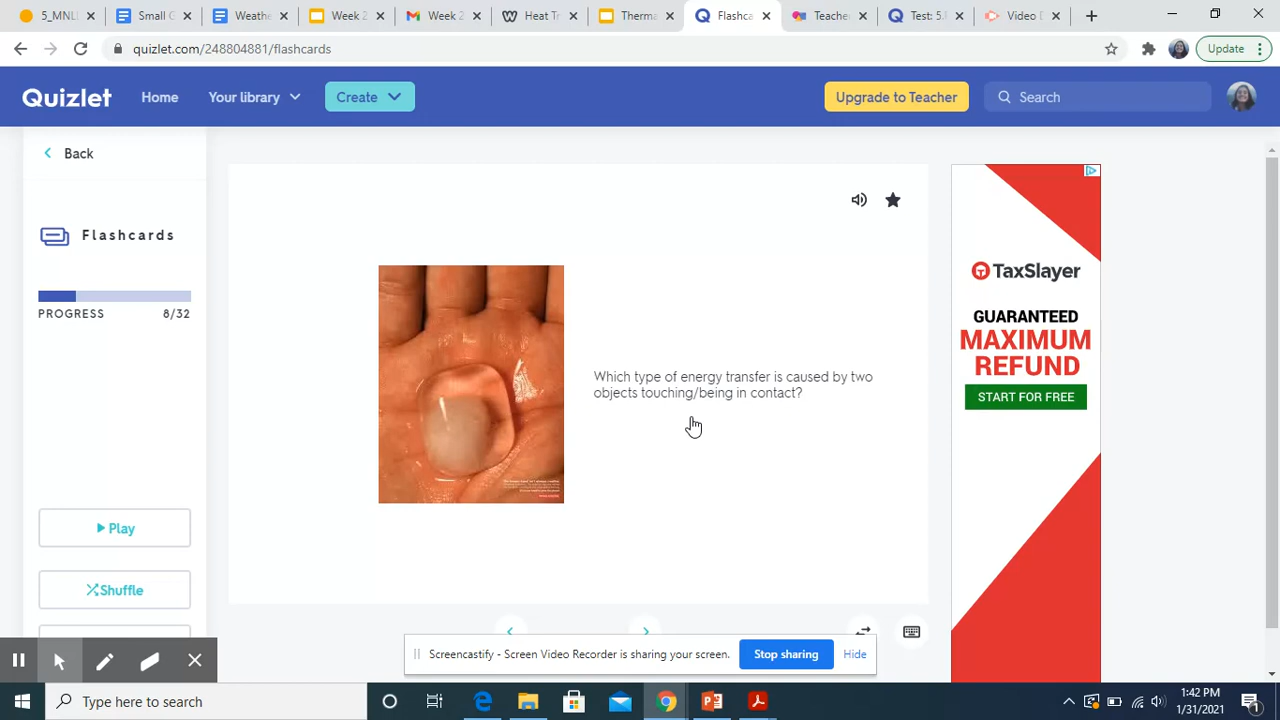 5_MNLI
Small G
Weathe
Week 2
Week 2
Heat T
Therma
Flashca
Teache
Test: 5.
Video L
quizlet.com/248804881/flashcards
Update
Quizlet
Home
Your library
Create
Upgrade to Teacher
Search
Back
Flashcards
PROGRESS
8/32
Which type of energy transfer is caused by two
objects touching/being in contact?
TaxSlayer
GUARANTEED
MAXIMUM
REFUND
START FOR FREE
Play
Shuffle
Screencastify - Screen Video Recorder is sharing your screen.
Stop sharing
Hide
Type here to search
1:42 PM
1/31/2021
1